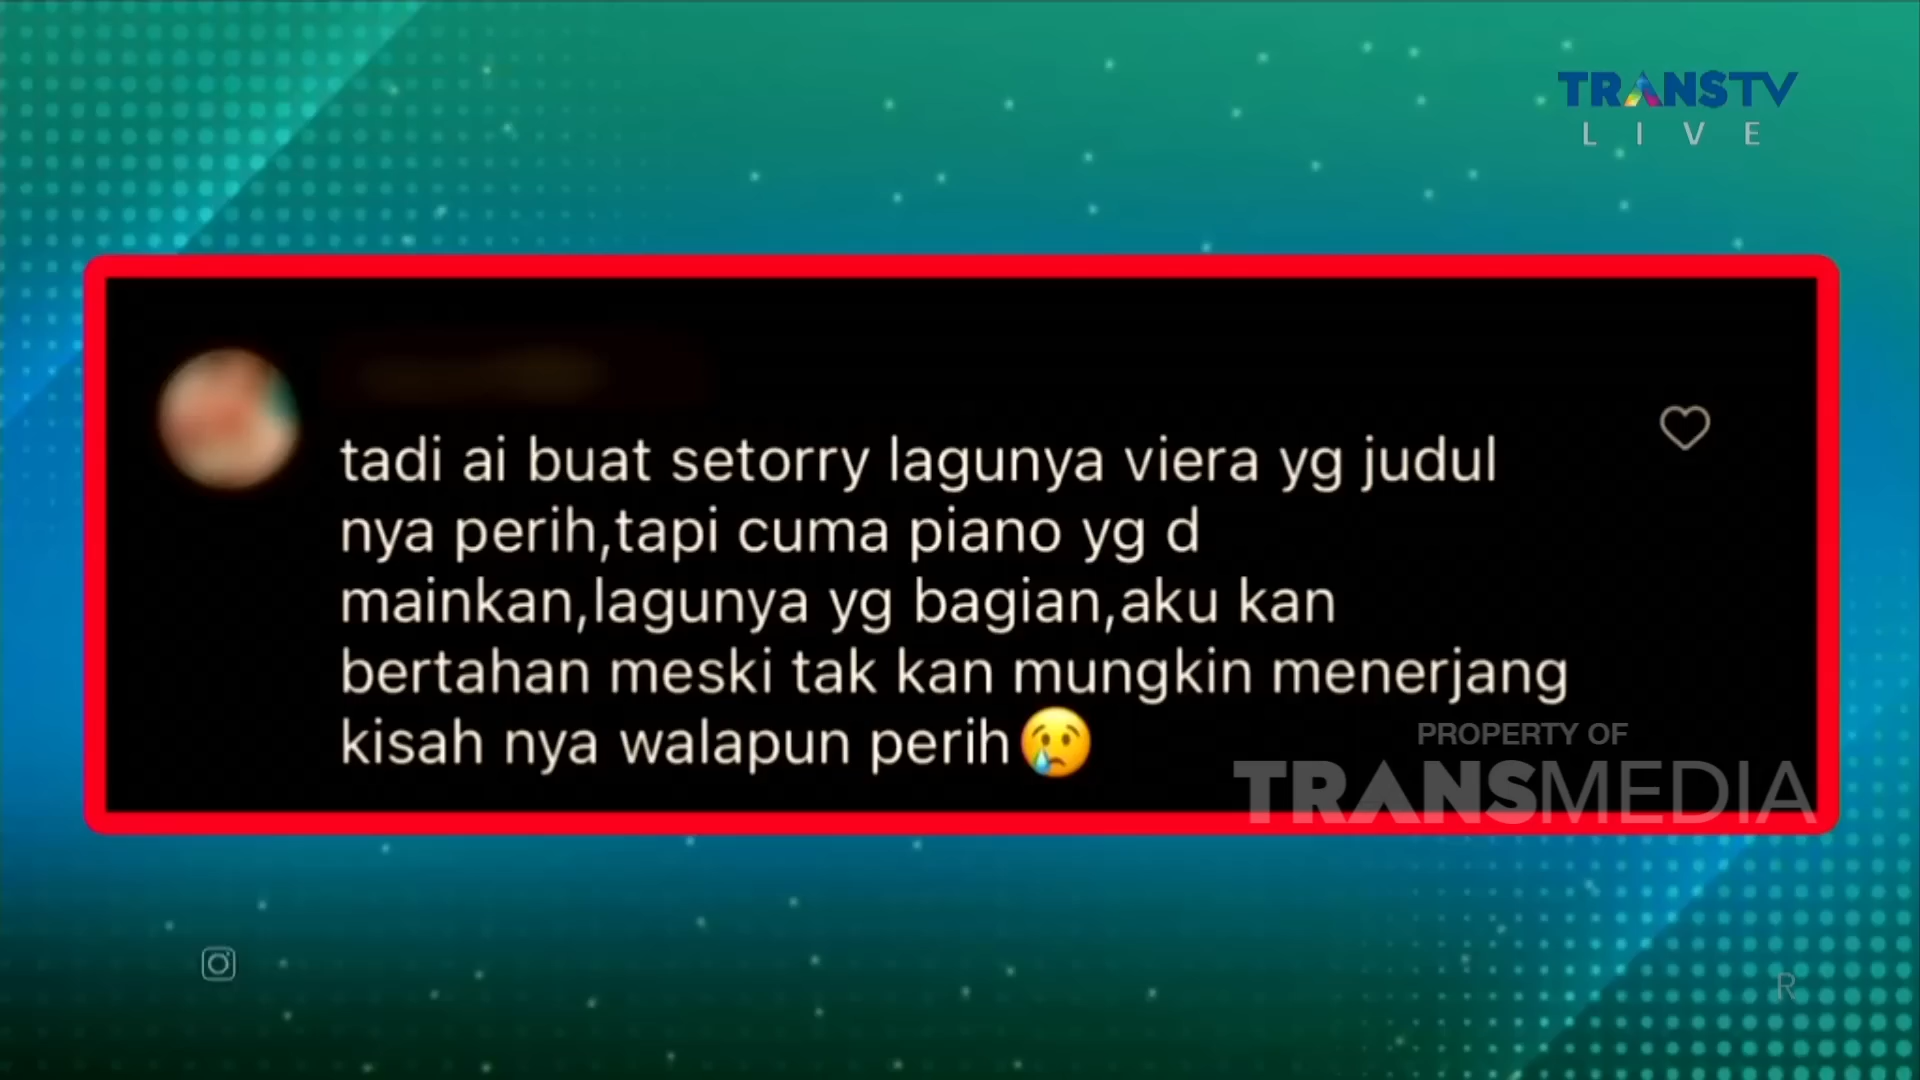 TRANSTV
LIVE
tadi ai buat setorry lagunya viera yg judul
nya perih,tapi cuma piano yg d
mainkan,lagunya yg bagian,aku kan
bertahan meski tak kan mungkin menerjang
kisah nya walapun perih😢
PROPERTY OF
TRANSMEDIA
R